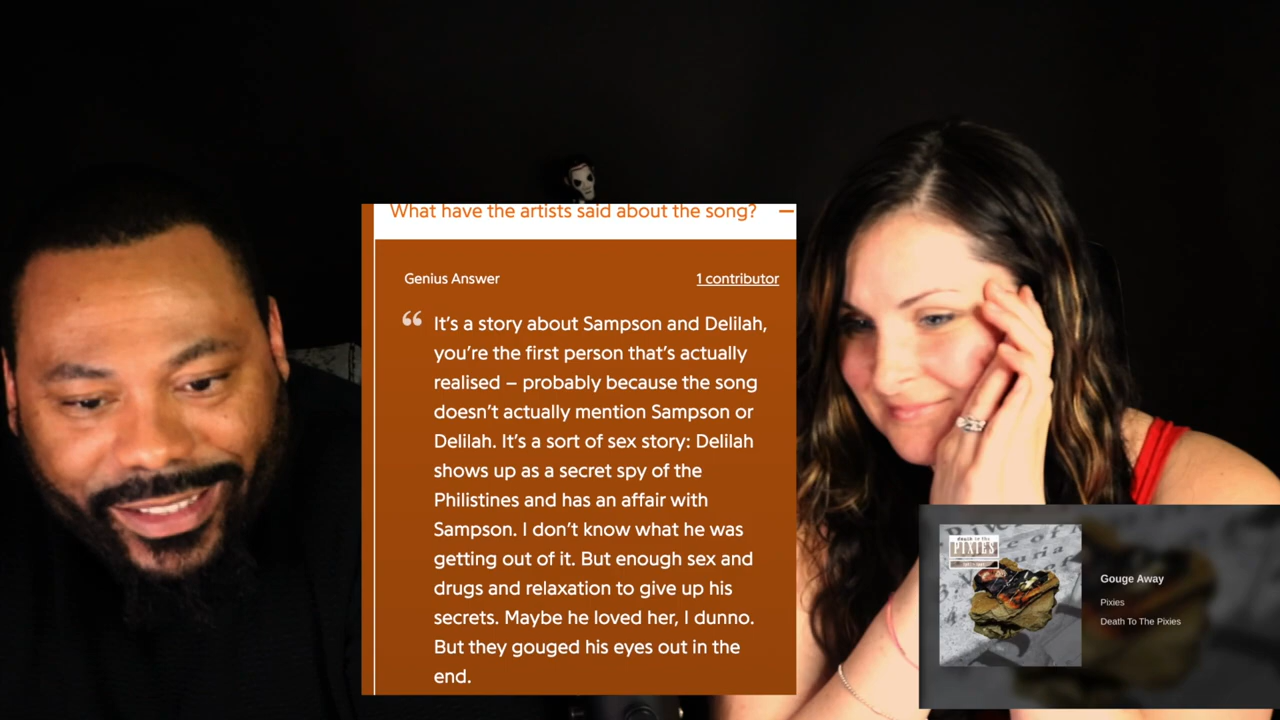 What have the artists said about the song?
Genius Answer
1 contributor
“ It’s a story about Sampson and Delilah,
you’re the first person that’s actually
realised – probably because the song
doesn’t actually mention Sampson or
Delilah. It’s a sort of sex story: Delilah
shows up as a secret spy of the
Philistines and has an affair with
Sampson. I don’t know what he was
getting out of it. But enough sex and
drugs and relaxation to give up his
secrets. Maybe he loved her, I dunno.
But they gouged his eyes out in the
end.
death to the
PIXIES
Gouge Away
Pixies
Death To The Pixies